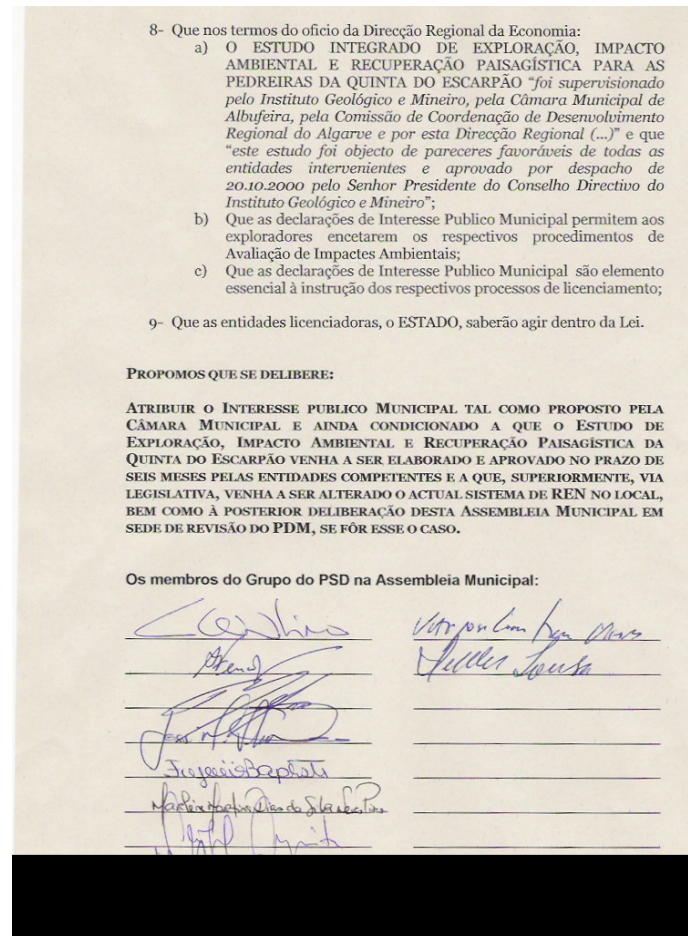 8- Que nos termos do oficio da Direcção Regional da Economia:
a) O ESTUDO INTEGRADO DE EXPLORAÇÃO, IMPACTO
AMBIENTAL E RECUPERAÇÃO PAISAGÍSTICA PARA AS
PEDREIRAS DA QUINTA DO ESCARPÃO "foi supervisionado
pelo Instituto Geológico e Mineiro, pela Câmara Municipal de
Albufeira, pela Comissão de Coordenação de Desenvolvimento
Regional do Algarve e por esta Direcção Regional (...)" e que
"este estudo foi objecto de pareceres favoráveis de todas as
entidades intervenientes e aprovado por despacho de
20.10.2000 pelo Senhor Presidente do Conselho Directivo do
Instituto Geológico e Mineiro";
b) Que as declarações de Interesse Publico Municipal permitem aos
exploradores encetarem os respectivos procedimentos de
Avaliação de Impactes Ambientais;
c) Que as declarações de Interesse Publico Municipal são elemento
essencial à instrução dos respectivos processos de licenciamento;
9- Que as entidades licenciadoras, o ESTADO, saberão agir dentro da Lei.
PROPOMOS QUE SE DELIBERE:
ATRIBUIR O INTERESSE PUBLICO MUNICIPAL TAL COMO PROPOSTO PELA
CÂMARA MUNICIPAL E AINDA CONDICIONADO A QUE O ESTUDO DE
EXPLORAÇÃO, IMPACTO AMBIENTAL E RECUPERAÇÃO PAISAGÍSTICA DA
QUINTA DO ESCARPÃO VENHA A SER ELABORADO E APROVADO NO PRAZO DE
SEIS MESES PELAS ENTIDADES COMPETENTES E A QUE, SUPERIORMENTE, VIA
LEGISLATIVA, VENHA A SER ALTERADO O ACTUAL SISTEMA DE REN NO LOCAL,
BEM COMO À POSTERIOR DELIBERAÇÃO DESTA ASSEMBLEIA MUNICIPAL EM
SEDE DE REVISÃO DO PDM, SE FÔR ESSE O CASO.
Os membros do Grupo do PSD na Assembleia Municipal:
Sousa
Baptista